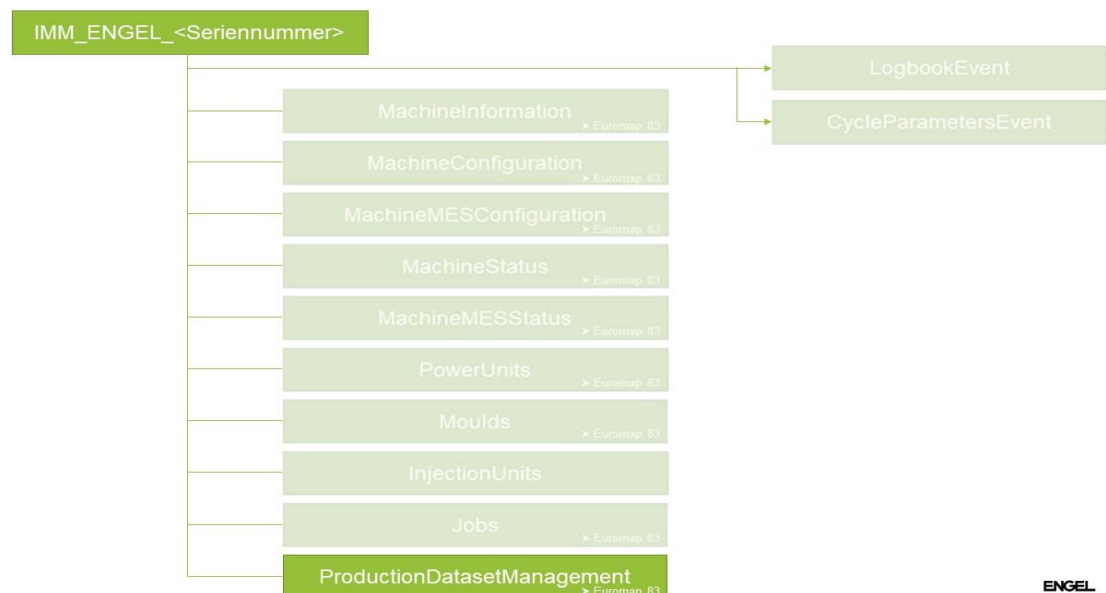 IMM_ENGEL_<Seriennummer>
LogbookEvent
CycleParametersEvent
MachineInformation
➤ Euromap 83
MachineConfiguration
➤ Euromap 83
MachineMESConfiguration
➤ Euromap 83
MachineStatus
➤ Euromap 83
MachineMESStatus
➤ Euromap 83
PowerUnits
➤ Euromap 83
Moulds
➤ Euromap 83
InjectionUnits
Jobs
➤ Euromap 83
ProductionDatasetManagement
➤ Euromap 83
ENGEL